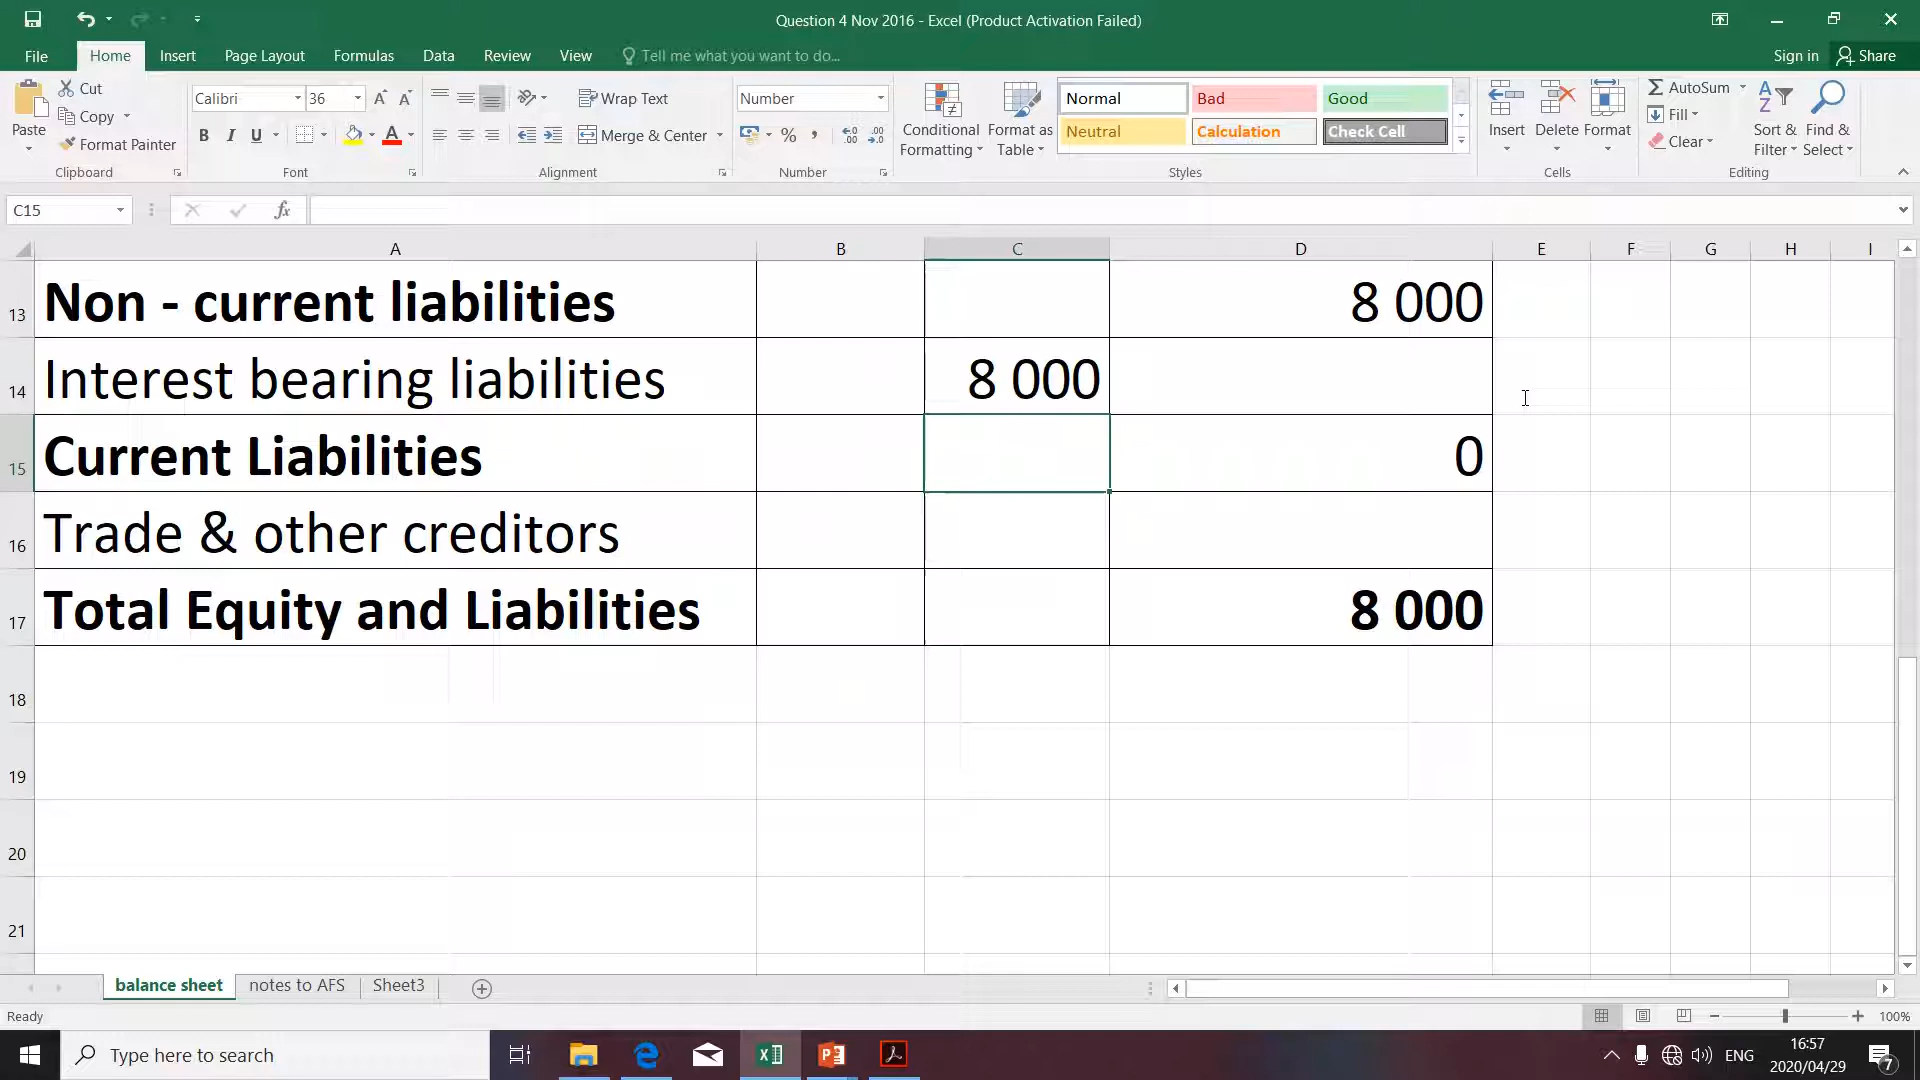 Question 4 Nov 2016 - Excel (Product Activation Failed)
File Home Insert Page Layout Formulas Data Review View Tell me what you want to do... Sign in Share
Paste Cut Copy Format Painter
Calibri 36
B I U A
Wrap Text
Merge & Center
Number
%
Conditional Formatting
Format as Table
Normal Bad Good
Neutral Calculation Check Cell
Insert Delete Format
AutoSum
Fill
Clear
Sort & Filter
Find & Select
Clipboard Font Alignment Number Styles Cells Editing
C15 fx
A B C D E F G H I
13 Non - current liabilities 8 000
14 Interest bearing liabilities 8 000
15 Current Liabilities 0
16 Trade & other creditors
17 Total Equity and Liabilities 8 000
18
19
20
21
balance sheet notes to AFS Sheet3
Ready 100%
Type here to search ENG 16:57
2020/04/29 7